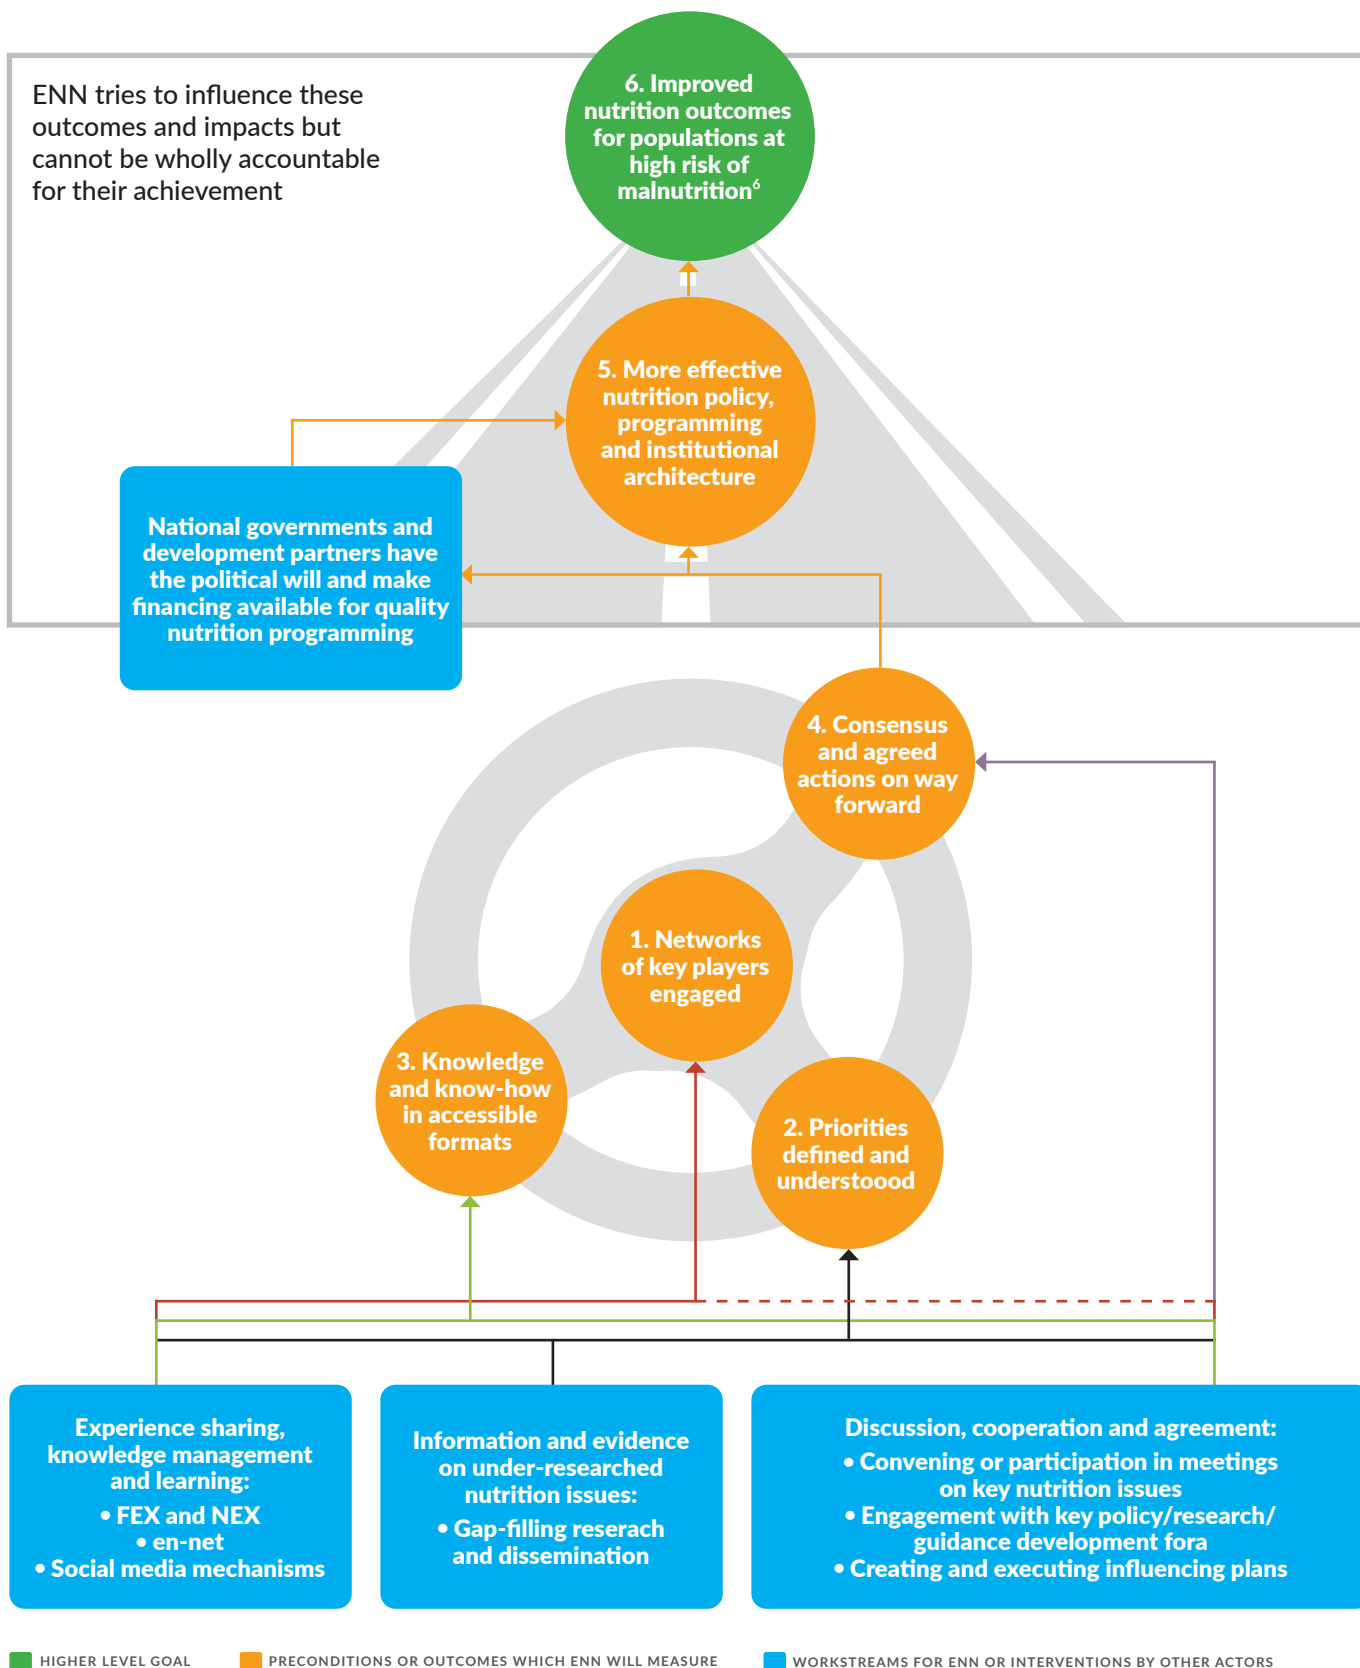 ENN tries to influence these
outcomes and impacts but
cannot be wholly accountable
for their achievement
6. Improved
nutrition outcomes
for populations at
high risk of
malnutrition⁶
5. More effective
nutrition policy,
programming
and institutional
architecture
National governments and
development partners have
the political will and make
financing available for quality
nutrition programming
4. Consensus
and agreed
actions on way
forward
1. Networks
of key players
engaged
3. Knowledge
and know-how
in accessible
formats
2. Priorities
defined and
understoood
Experience sharing,
knowledge management
and learning:
• FEX and NEX
• en-net
• Social media mechanisms
Information and evidence
on under-researched
nutrition issues:
• Gap-filling reserach
and dissemination
Discussion, cooperation and agreement:
• Convening or participation in meetings
on key nutrition issues
• Engagement with key policy/research/
guidance development fora
• Creating and executing influencing plans
HIGHER LEVEL GOAL
PRECONDITIONS OR OUTCOMES WHICH ENN WILL MEASURE
WORKSTREAMS FOR ENN OR INTERVENTIONS BY OTHER ACTORS